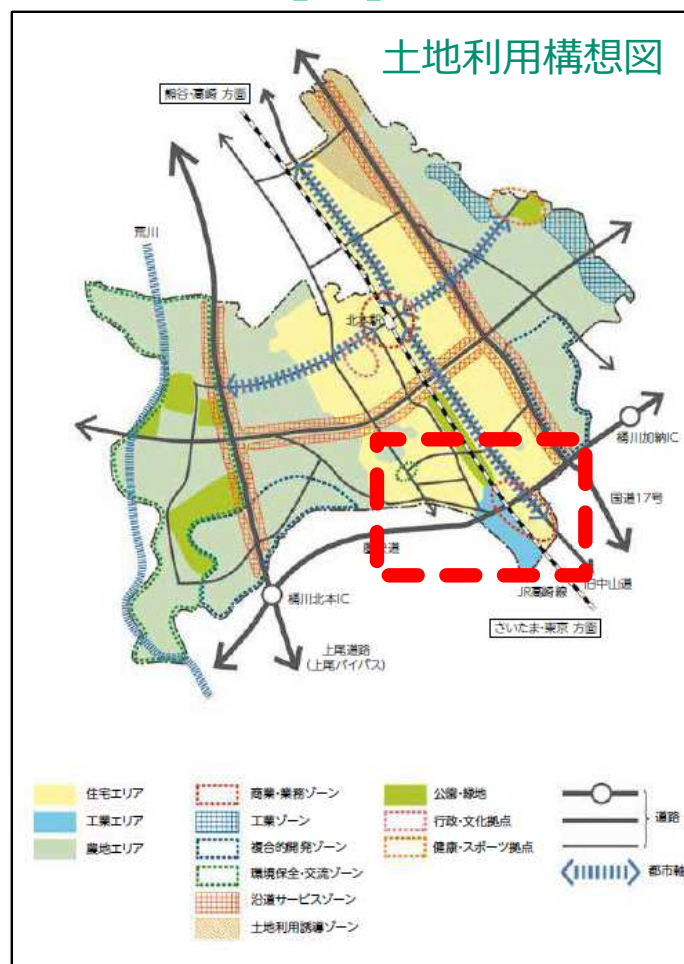 土地利用構想図
熊谷・高崎 方面
荒川
北本駅
桶川加納IC
国道17号
圏央道
旧中山道
JR高崎線
桶川北本IC
さいたま・東京 方面
上尾道路
(上尾バイパス)
住宅エリア
工業エリア
農地エリア
商業・業務ゾーン
工業ゾーン
複合的開発ゾーン
環境保全・交流ゾーン
沿道サービスゾーン
土地利用誘導ゾーン
公園・緑地
行政・文化拠点
健康・スポーツ拠点
道路
都市軸